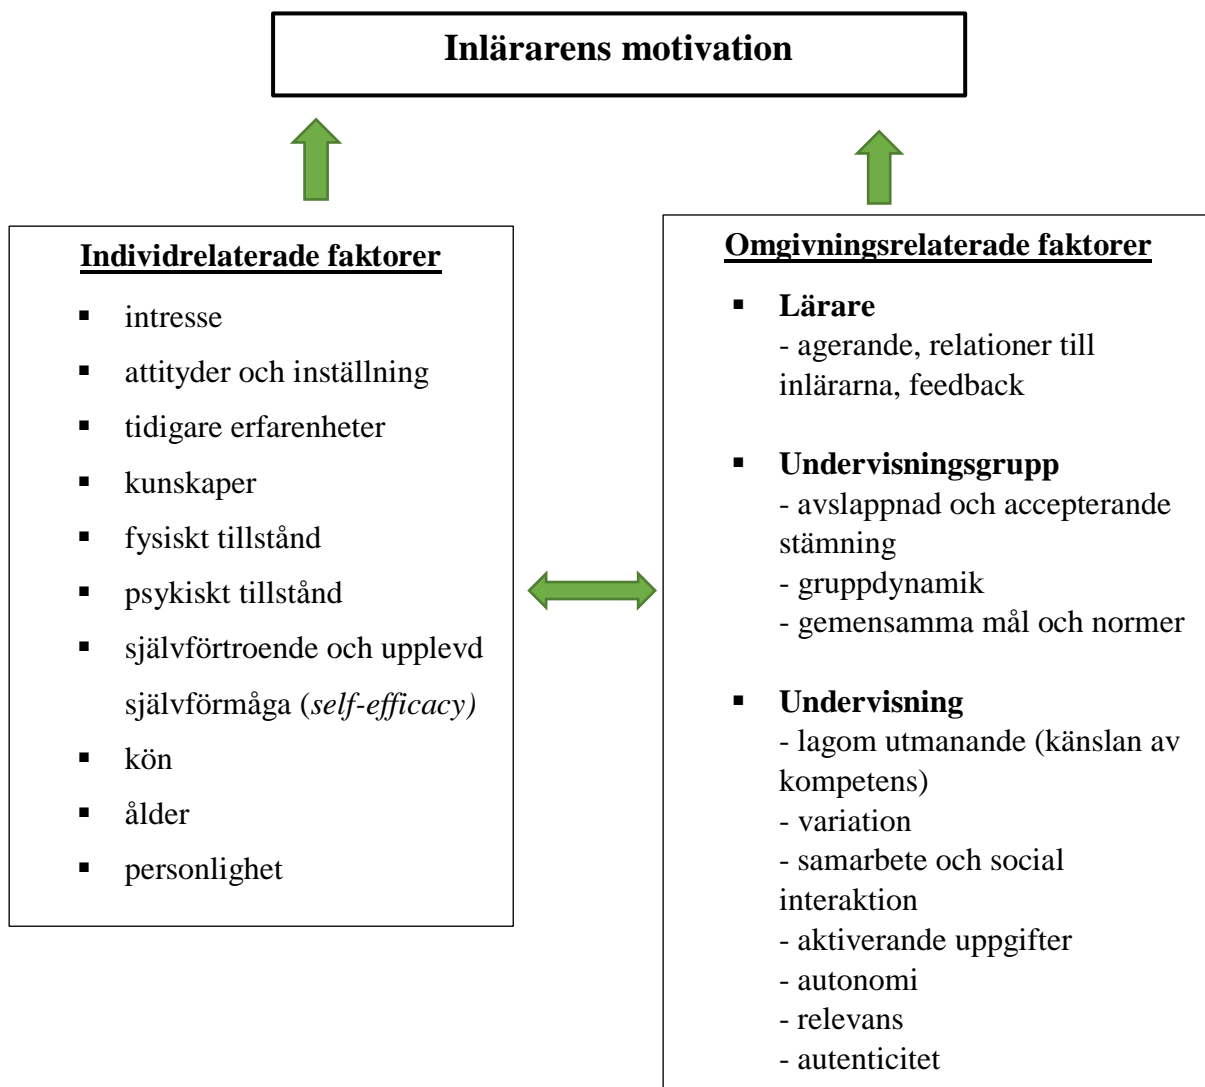 Inlärarens motivation
Individrelaterade faktorer
▪ intresse
▪ attityder och inställning
▪ tidigare erfarenheter
▪ kunskaper
▪ fysiskt tillstånd
▪ psykiskt tillstånd
▪ självförtroende och upplevd
självförmåga (self-efficacy)
▪ kön
▪ ålder
▪ personlighet
Omgivningsrelaterade faktorer
▪ Lärare
- agerande, relationer till
inlärarna, feedback
▪ Undervisningsgrupp
- avslappnad och accepterande
stämning
- gruppdynamik
- gemensamma mål och normer
▪ Undervisning
- lagom utmanande (känslan av
kompetens)
- variation
- samarbete och social
interaktion
- aktiverande uppgifter
- autonomi
- relevans
- autenticitet